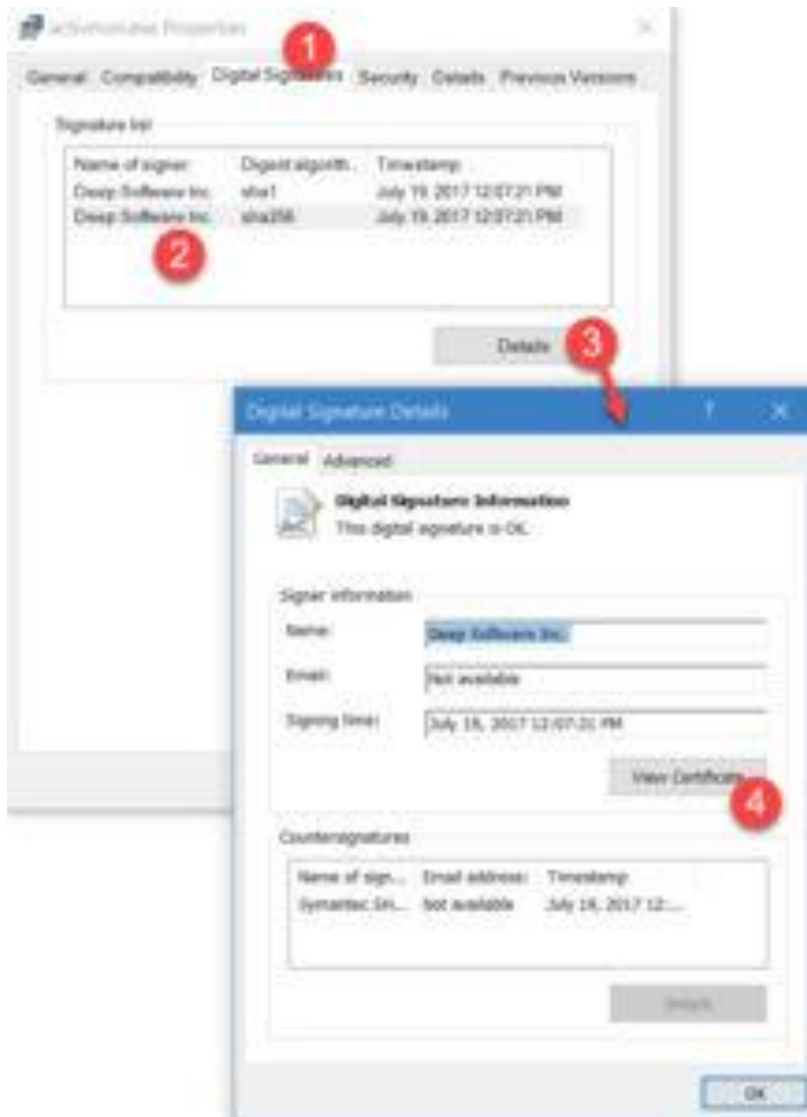 Properties
1
General Compatibility Digital Signatures Security Details Previous Versions
Signature list
Name of signer: Digest algorith... Timestamp
Deep Software Inc. sha1 July 19, 2017 12:07:21 PM
Deep Software Inc. sha256 July 19, 2017 12:07:21 PM
2
Details
3
Digital Signature Details ? ×
General Advanced
Digital Signature Information
This digital signature is OK.
Signer information
Name: Deep Software Inc.
Email: Not available
Signing time: July 19, 2017 12:07:21 PM
View Certificate
4
Countersignatures
Name of sign... Email address: Timestamp
Symantec SH... Not available July 19, 2017 12:...
Details
OK